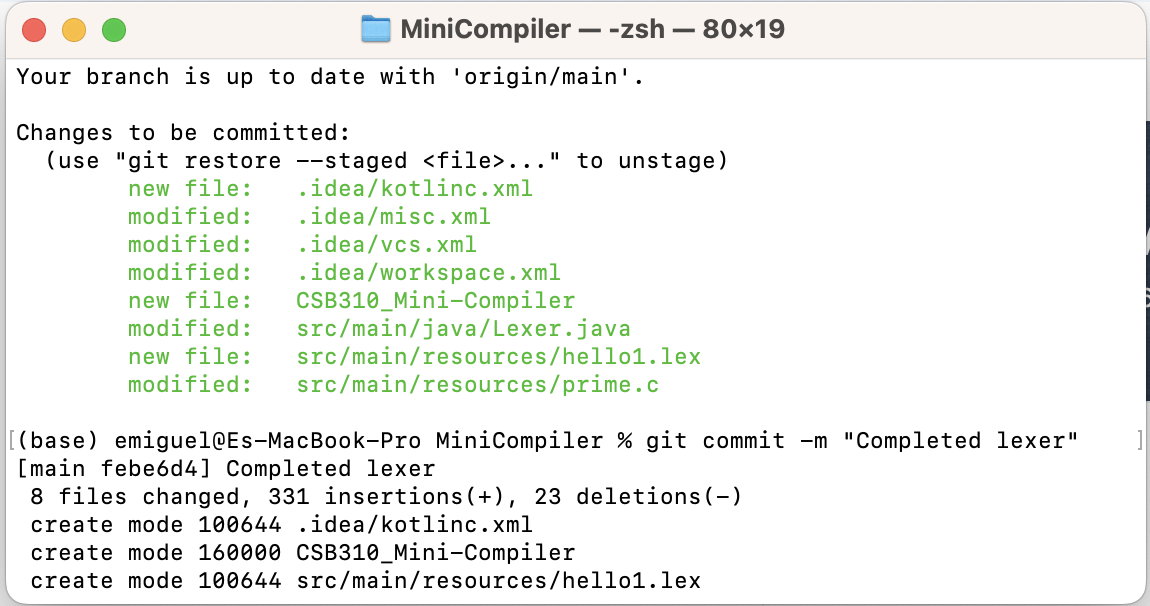 MiniCompiler — -zsh — 80×19
Your branch is up to date with 'origin/main'.
Changes to be committed:
  (use "git restore --staged <file>..." to unstage)
        new file:   .idea/kotlinc.xml
        modified:   .idea/misc.xml
        modified:   .idea/vcs.xml
        modified:   .idea/workspace.xml
        new file:   CSB310_Mini-Compiler
        modified:   src/main/java/Lexer.java
        new file:   src/main/resources/hello1.lex
        modified:   src/main/resources/prime.c
[(base) emiguel@Es-MacBook-Pro MiniCompiler % git commit -m "Completed lexer"    ]
[main febe6d4] Completed lexer
 8 files changed, 331 insertions(+), 23 deletions(-)
 create mode 100644 .idea/kotlinc.xml
 create mode 160000 CSB310_Mini-Compiler
 create mode 100644 src/main/resources/hello1.lex